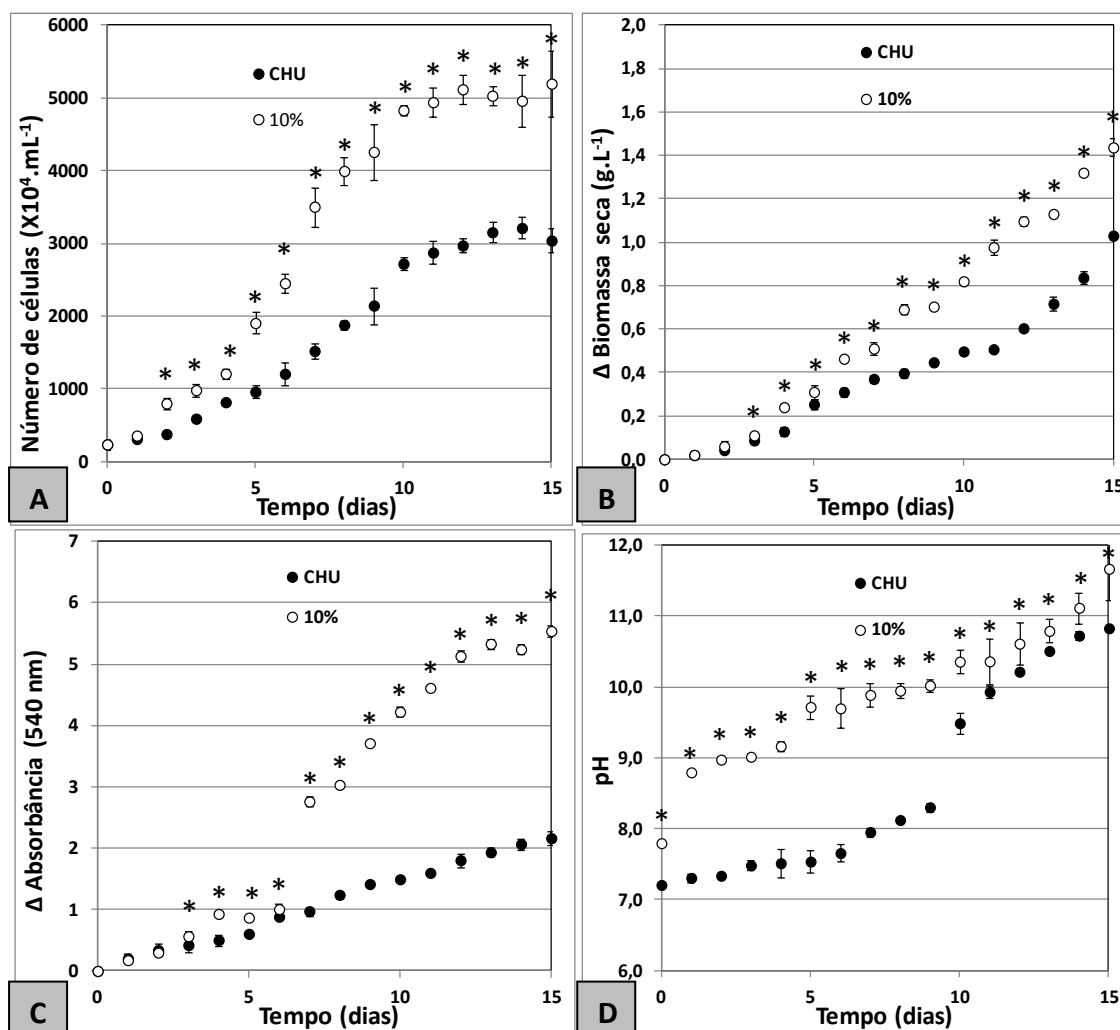 6000
5000
4000
3000
2000
1000
0
Número de células (X10⁴.mL⁻¹)
CHU
10%
* * * * * * * * * * * * * *
0 5 10 15
Tempo (dias)
A
2,0
1,8
1,6
1,4
1,2
1,0
0,8
0,6
0,4
0,2
0,0
Δ Biomassa seca (g.L⁻¹)
CHU
10%
* * * * * * * * * * * * *
0 5 10 15
Tempo (dias)
B
7
6
5
4
3
2
1
0
Δ Absorbância (540 nm)
CHU
10%
* * * * * * * * * * * * *
0 5 10 15
Tempo (dias)
C
12,0
11,0
10,0
9,0
8,0
7,0
6,0
pH
CHU
10%
* * * * * * * * * * * * * * * *
0 5 10 15
Tempo (dias)
D